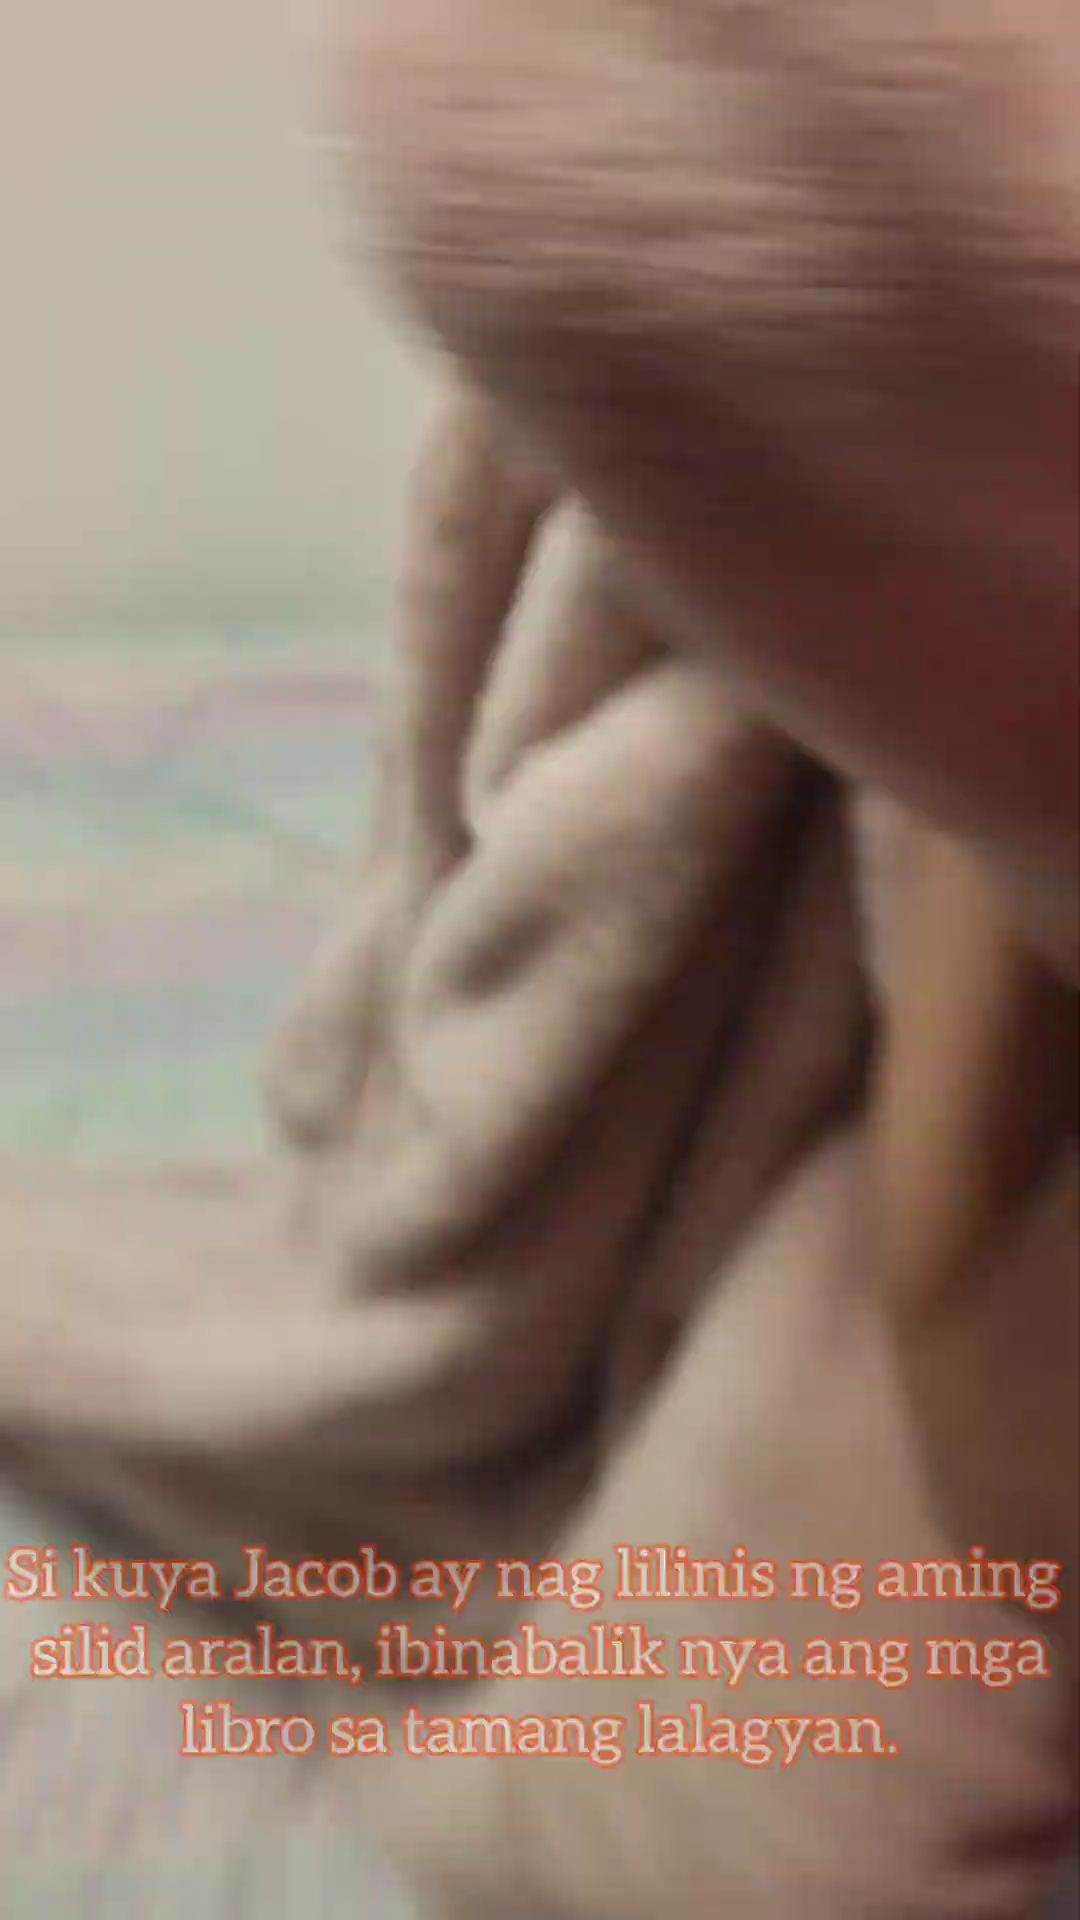 Si kuya Jacob ay nag lilinis ng aming
silid aralan, ibinabalik nya ang mga
libro sa tamang lalagyan.